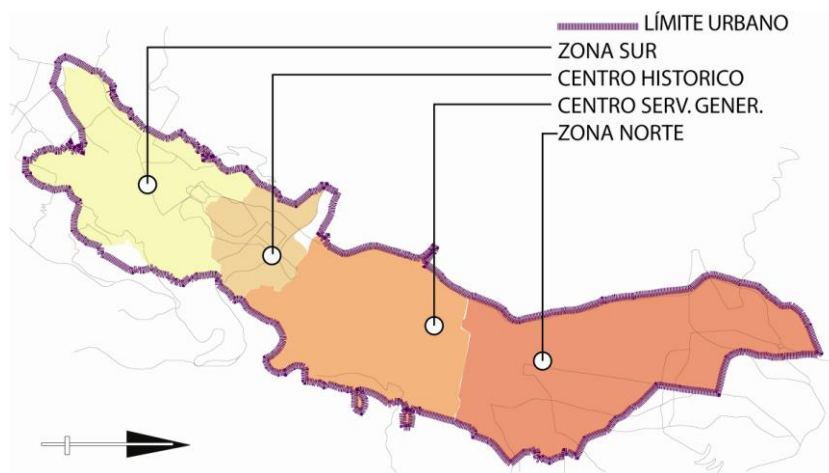 LÍMITE URBANO
ZONA SUR
CENTRO HISTORICO
CENTRO SERV. GENER.
ZONA NORTE